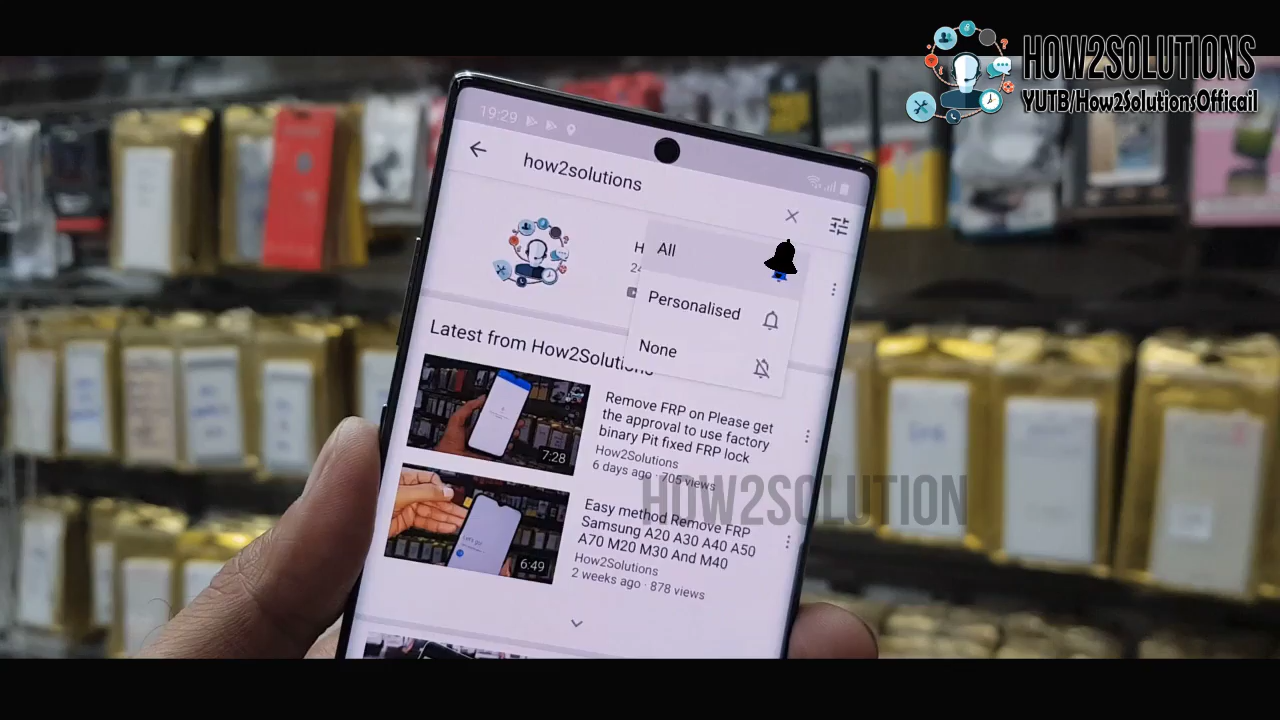 HOW2SOLUTIONS
YUTB/How2SolutionsOfficail
19:29
how2solutions
All
Personalised
None
Latest from How2Soluti
Remove FRP on Please get
the approval to use factory
binary Pit fixed FRP lock
How2Solutions
6 days ago · 705 views
7:28
HOW2SOLUTION
Easy method Remove FRP
Samsung A20 A30 A40 A50
A70 M20 M30 And M40
How2Solutions
2 weeks ago · 878 views
6:49